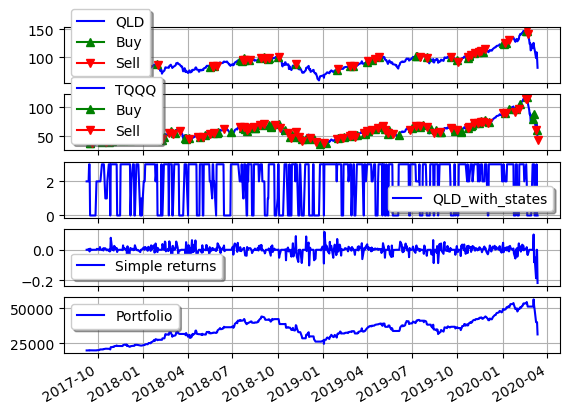 QLD
Buy
Sell
150
100
TQQQ
Buy
Sell
100
50
QLD_with_states
2
0
Simple returns
0.0
−0.2
Portfolio
50000
25000
2017-10
2018-01
2018-04
2018-07
2018-10
2019-01
2019-04
2019-07
2019-10
2020-01
2020-04